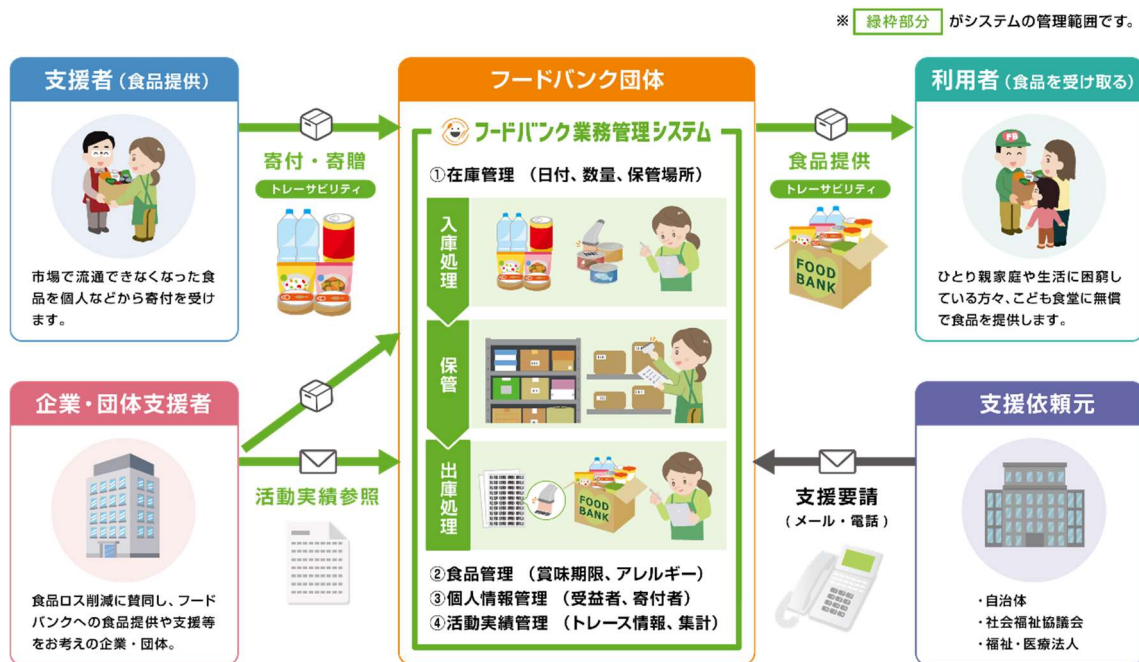 ※ 緑枠部分 がシステムの管理範囲です。
支援者(食品提供)
市場で流通できなくなった食
品を個人などから寄付を受け
ます。
企業・団体支援者
食品ロス削減に賛同し、フード
バンクへの食品提供や支援等
をお考えの企業・団体。
寄付・寄贈
トレーサビリティ
活動実績参照
フードバンク団体
フードバンク業務管理システム
①在庫管理 (日付、数量、保管場所)
入庫処理
保管
出庫処理
FOOD
BANK
②食品管理 (賞味期限、アレルギー)
③個人情報管理 (受益者、寄付者)
④活動実績管理 (トレース情報、集計)
食品提供
トレーサビリティ
FOOD
BANK
支援要請
(メール・電話)
利用者(食品を受け取る)
FB
ひとり親家庭や生活に困窮し
ている方々、こども食堂に無償
で食品を提供します。
支援依頼元
・自治体
・社会福祉協議会
・福祉・医療法人